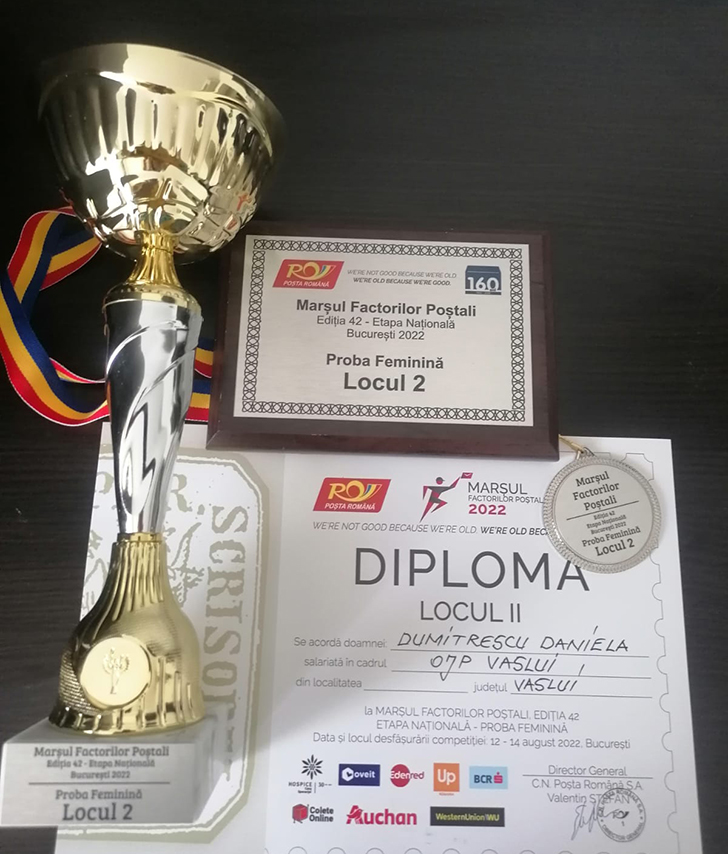 POȘTA ROMÂNĂ
WE'RE NOT GOOD BECAUSE WE'RE OLD.
WE'RE OLD BECAUSE WE'RE GOOD.
160
Marșul Factorilor Poștali
Ediția 42 - Etapa Națională
București 2022
Proba Feminină
Locul 2
Marșul
Factorilor
Poștali
Ediția 42
Etapa Națională
București 2022
Proba Feminină
Locul 2
SCRISORI
POȘTA ROMÂNĂ
MARȘUL
FACTORILOR POȘTALI
2022
WE'RE NOT GOOD BECAUSE WE'RE OLD. WE'RE OLD BEC
DIPLOMA
LOCUL II
Se acordă doamnei: DUMITRESCU DANIELA
salariată în cadrul OJP VASLUI
din localitatea județul VASLUI
la MARȘUL FACTORILOR POȘTALI, EDIȚIA 42
ETAPA NAȚIONALĂ - PROBA FEMININĂ
Data și locul desfășurării competiției: 12 - 14 august 2022, București
HOSPICE
Coveit
Edenred
Up
BCR
Colete
Online
Auchan
WesternUnion WU
Director General
C.N. Poșta Română S.A.
Valentin ȘTEFAN
Marșul Factorilor Poștali
Ediția 42 - Etapa Națională
București 2022
Proba Feminină
Locul 2